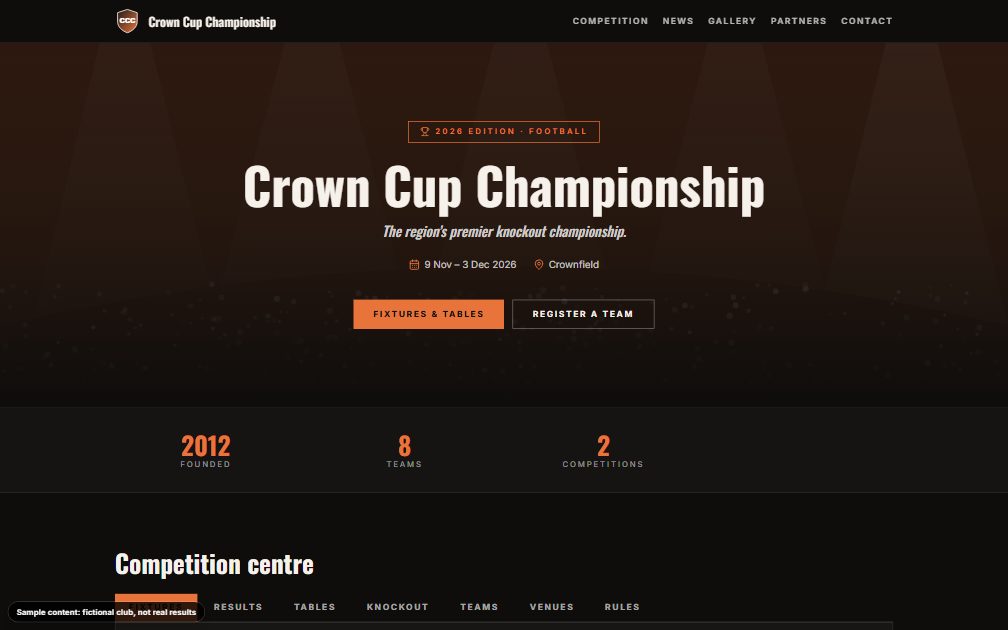 CCC
Crown Cup Championship
COMPETITION NEWS GALLERY PARTNERS CONTACT
2026 EDITION · FOOTBALL
Crown Cup Championship
The region's premier knockout championship.
9 Nov – 3 Dec 2026 Crownfield
FIXTURES & TABLES REGISTER A TEAM
2012 8 2
FOUNDED TEAMS COMPETITIONS
Competition centre
RESULTS TABLES KNOCKOUT TEAMS VENUES RULES
Sample content: fictional club, not real results